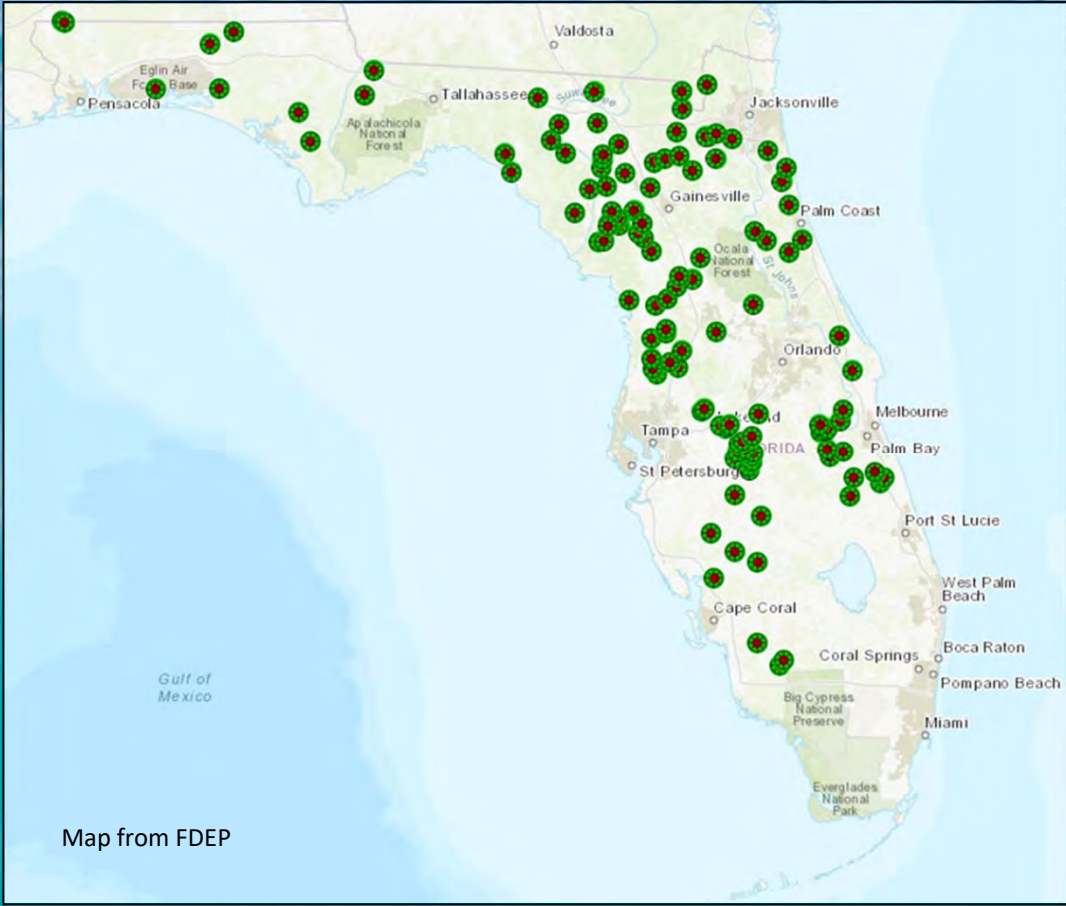 Valdosta
Eglin Air
Base
Pensacola
Tallahassee
Apalachicola
National
Forest
Jacksonville
Gainesville
Palm Coast
Ocala
National
Forest
St Johns
Orlando
Melbourne
Tampa
Palm Bay
St Petersburg
Port St Lucie
West Palm
Beach
Cape Coral
Boca Raton
Coral Springs
Pompano Beach
Gulf of
Mexico
Big Cypress
National
Preserve
Miami
Everglades
National
Park
Map from FDEP